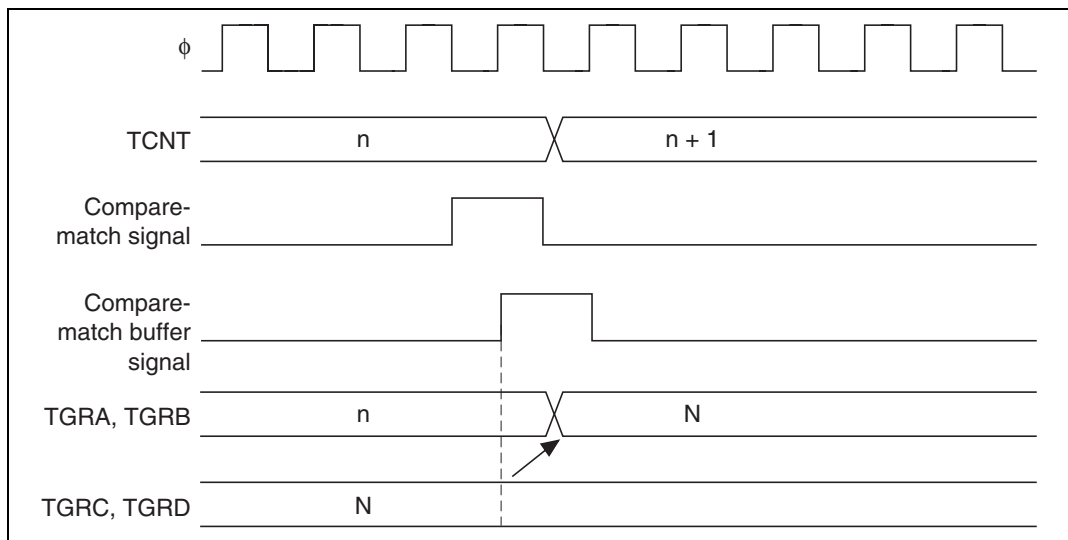 ϕ
TCNT
n
n + 1
Compare-
match signal
Compare-
match buffer
signal
TGRA, TGRB
n
N
TGRC, TGRD
N